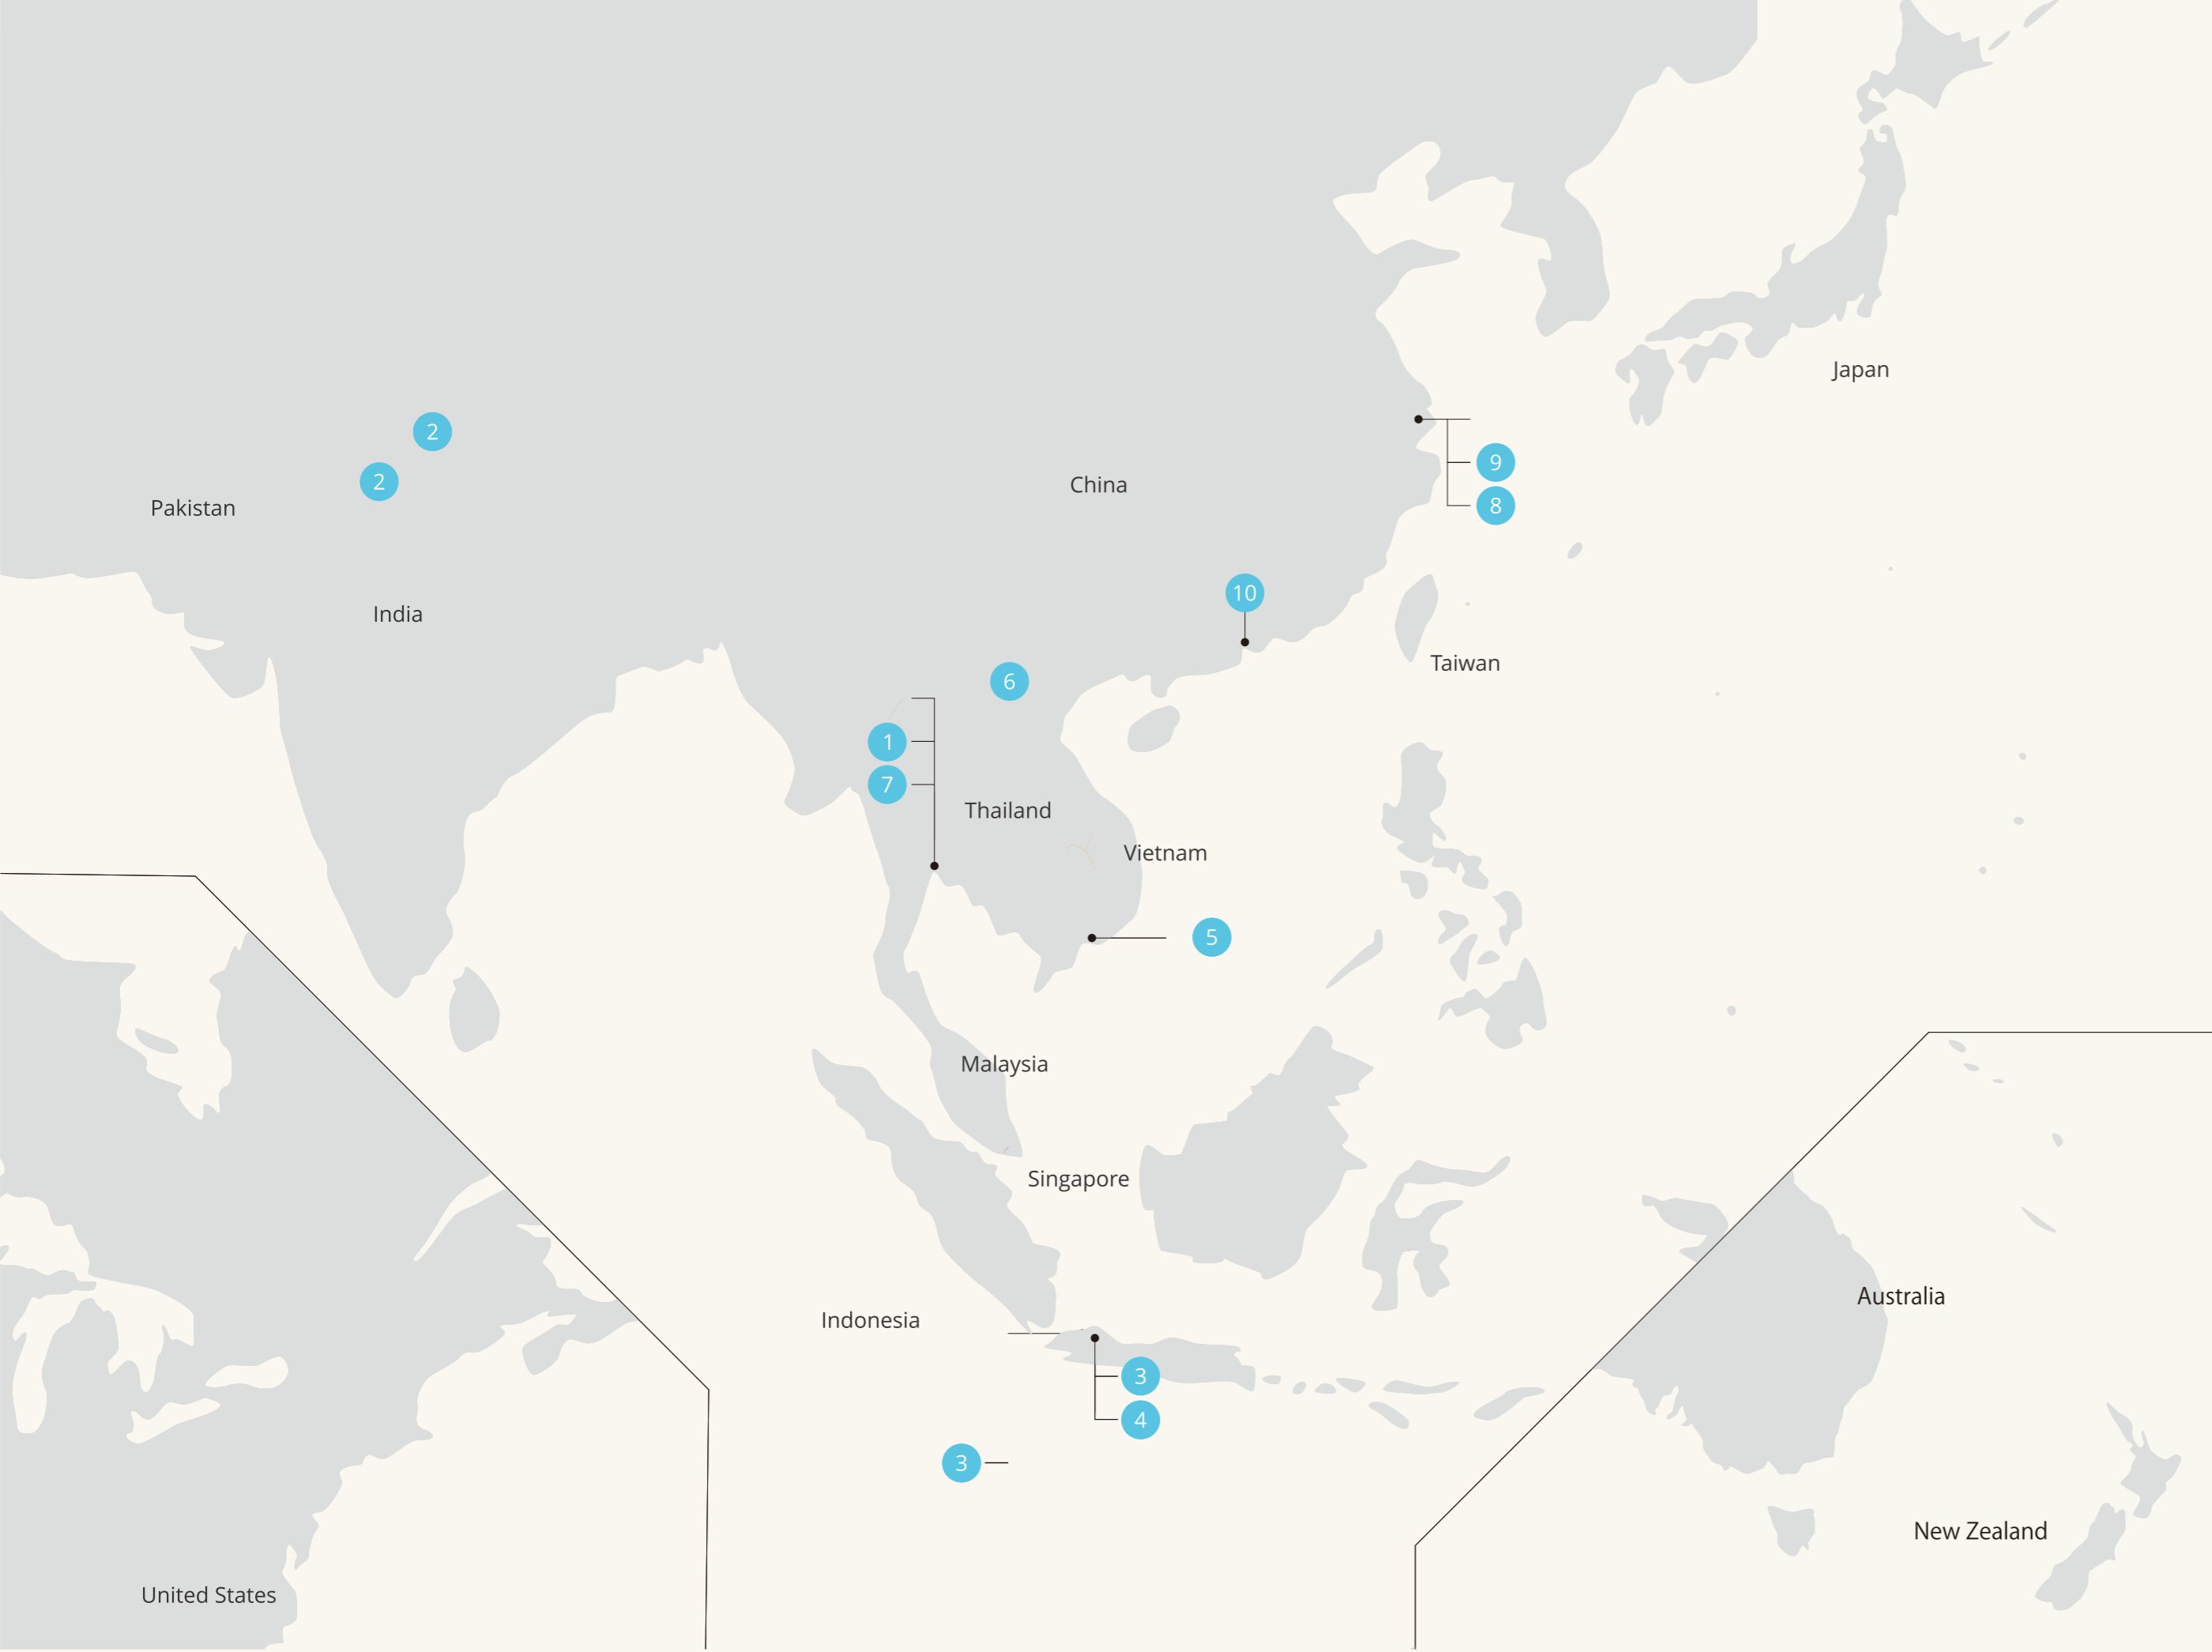 Japan
2
9
2
China
Pakistan
8
10
India
Taiwan
6
1
7
Thailand
Vietnam
5
Malaysia
Singapore
Australia
Indonesia
3
4
3
New Zealand
United States